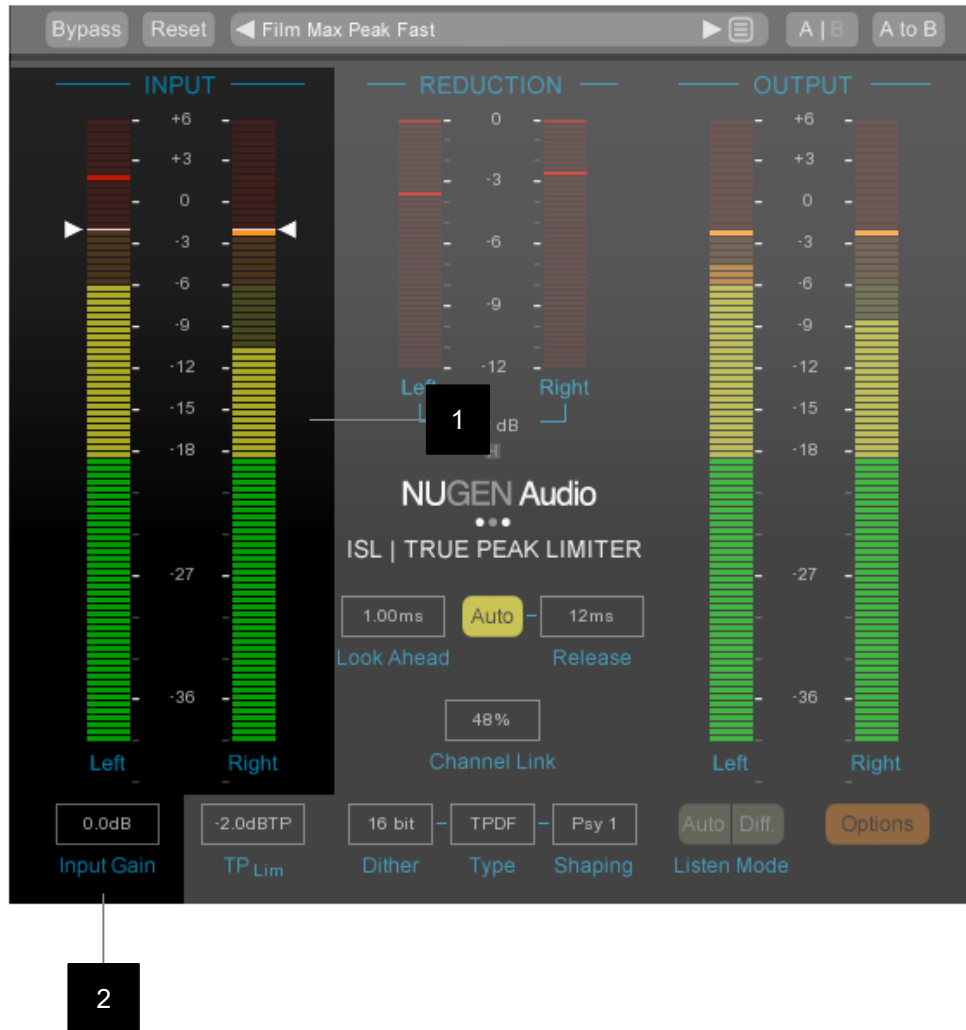 Bypass Reset Film Max Peak Fast A | B A to B
INPUT REDUCTION OUTPUT
+6 0 +6
+3 +3
-3
0 0
-3 -6 -3
-6 -6
-9
-9 -9
-12 -12 -12
Left Right
-15 -15
1 dB
-18 H -18
NUGEN Audio
ISL | TRUE PEAK LIMITER
-27 -27
1.00ms Auto 12ms
Look Ahead Release
-36 -36
48%
Left Right Channel Link Left Right
0.0dB -2.0dBTP 16 bit TPDF Psy 1 Auto Diff. Options
Input Gain TP Lim Dither Type Shaping Listen Mode
2